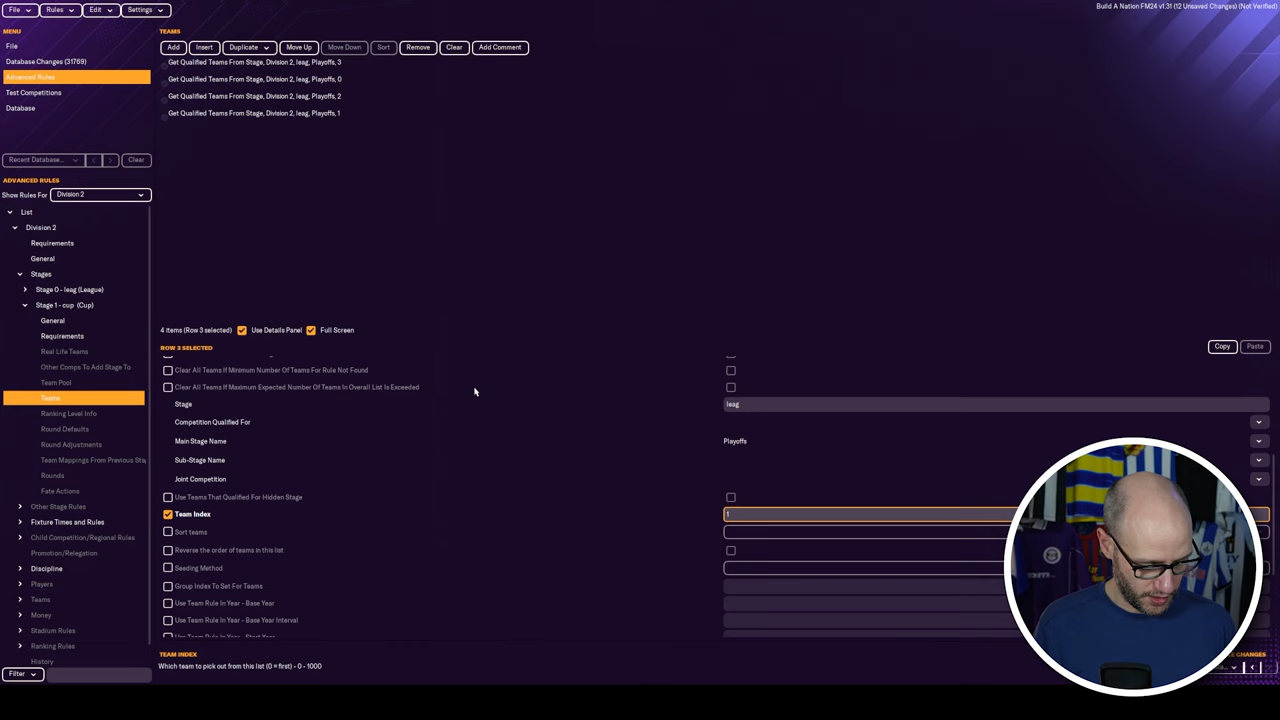 File Rules Edit Settings
Build A Nation FM24 v1.31 (12 Unsaved Changes) (Not Verified)
MENU
File
Database Changes (31769)
Advanced Rules
Test Competitions
Database
Recent Database...
Clear
ADVANCED RULES
Show Rules For Division 2
List
Division 2
Requirements
General
Stages
Stage 0 - leag (League)
Stage 1 - cup (Cup)
General
Requirements
Real Life Teams
Other Comps To Add Stage To
Team Pool
Teams
Ranking Level Info
Round Defaults
Round Adjustments
Team Mappings From Previous Sta
Rounds
Fate Actions
Other Stage Rules
Fixture Times and Rules
Child Competition/Regional Rules
Promotion/Relegation
Discipline
Players
Teams
Money
Stadium Rules
Ranking Rules
History
Filter
TEAMS
Add Insert Duplicate Move Up Move Down Sort Remove Clear Add Comment
Get Qualified Teams From Stage, Division 2, leag, Playoffs, 3
Get Qualified Teams From Stage, Division 2, leag, Playoffs, 0
Get Qualified Teams From Stage, Division 2, leag, Playoffs, 2
Get Qualified Teams From Stage, Division 2, leag, Playoffs, 1
4 items (Row 3 selected) Use Details Panel Full Screen
ROW 3 SELECTED
Copy Paste
Clear All Teams If Minimum Number Of Teams For Rule Not Found
Clear All Teams If Maximum Expected Number Of Teams In Overall List Is Exceeded
Stage leag
Competition Qualified For
Main Stage Name Playoffs
Sub-Stage Name
Joint Competition
Use Teams That Qualified For Hidden Stage
Team Index 1
Sort teams
Reverse the order of teams in this list
Seeding Method
Group Index To Set For Teams
Use Team Rule In Year - Base Year
Use Team Rule In Year - Base Year Interval
TEAM INDEX
Which team to pick out from this list (0 = first) - 0 - 1000
CHANGES